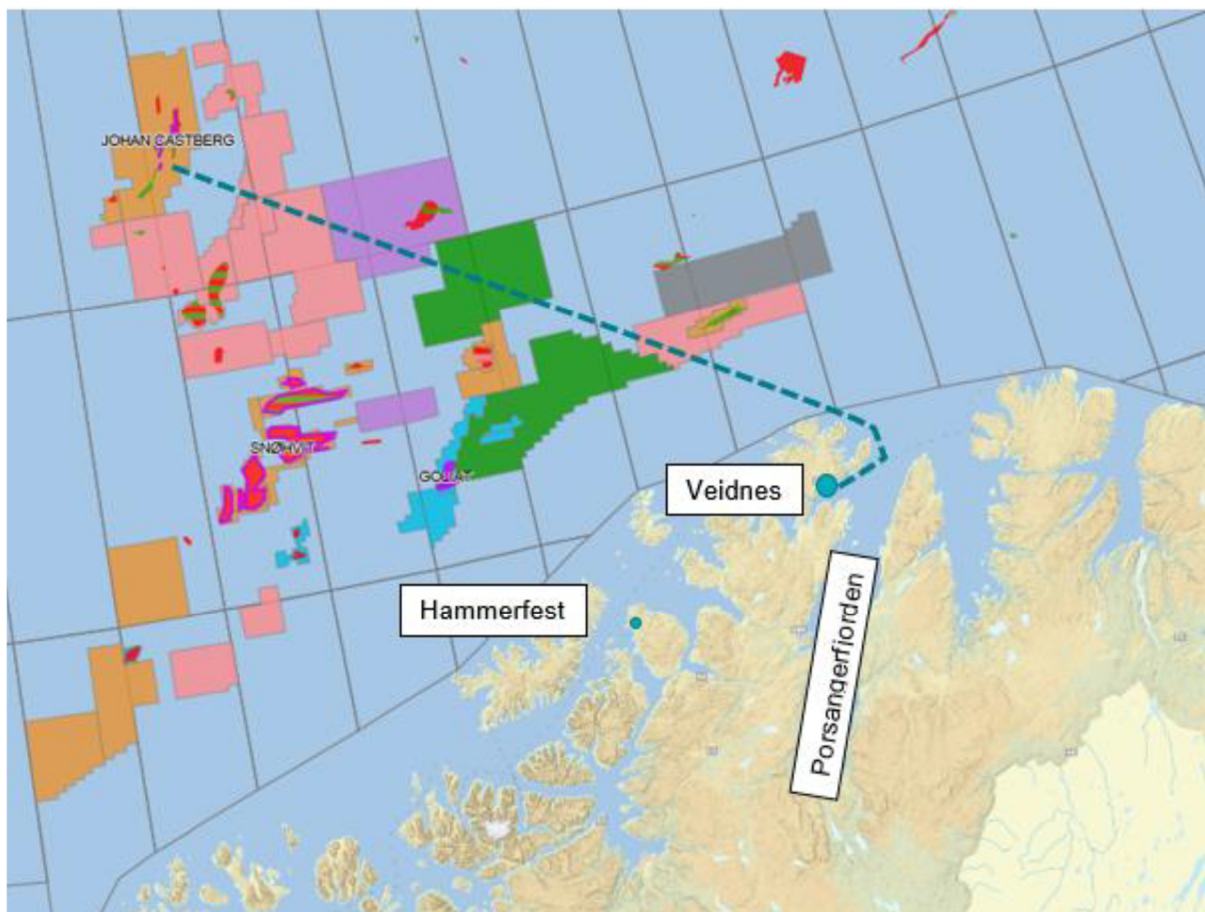 JOHAN CASTBERG
SNØHVIT
GOLIAT
Veidnes
Hammerfest
Porsangerfjorden